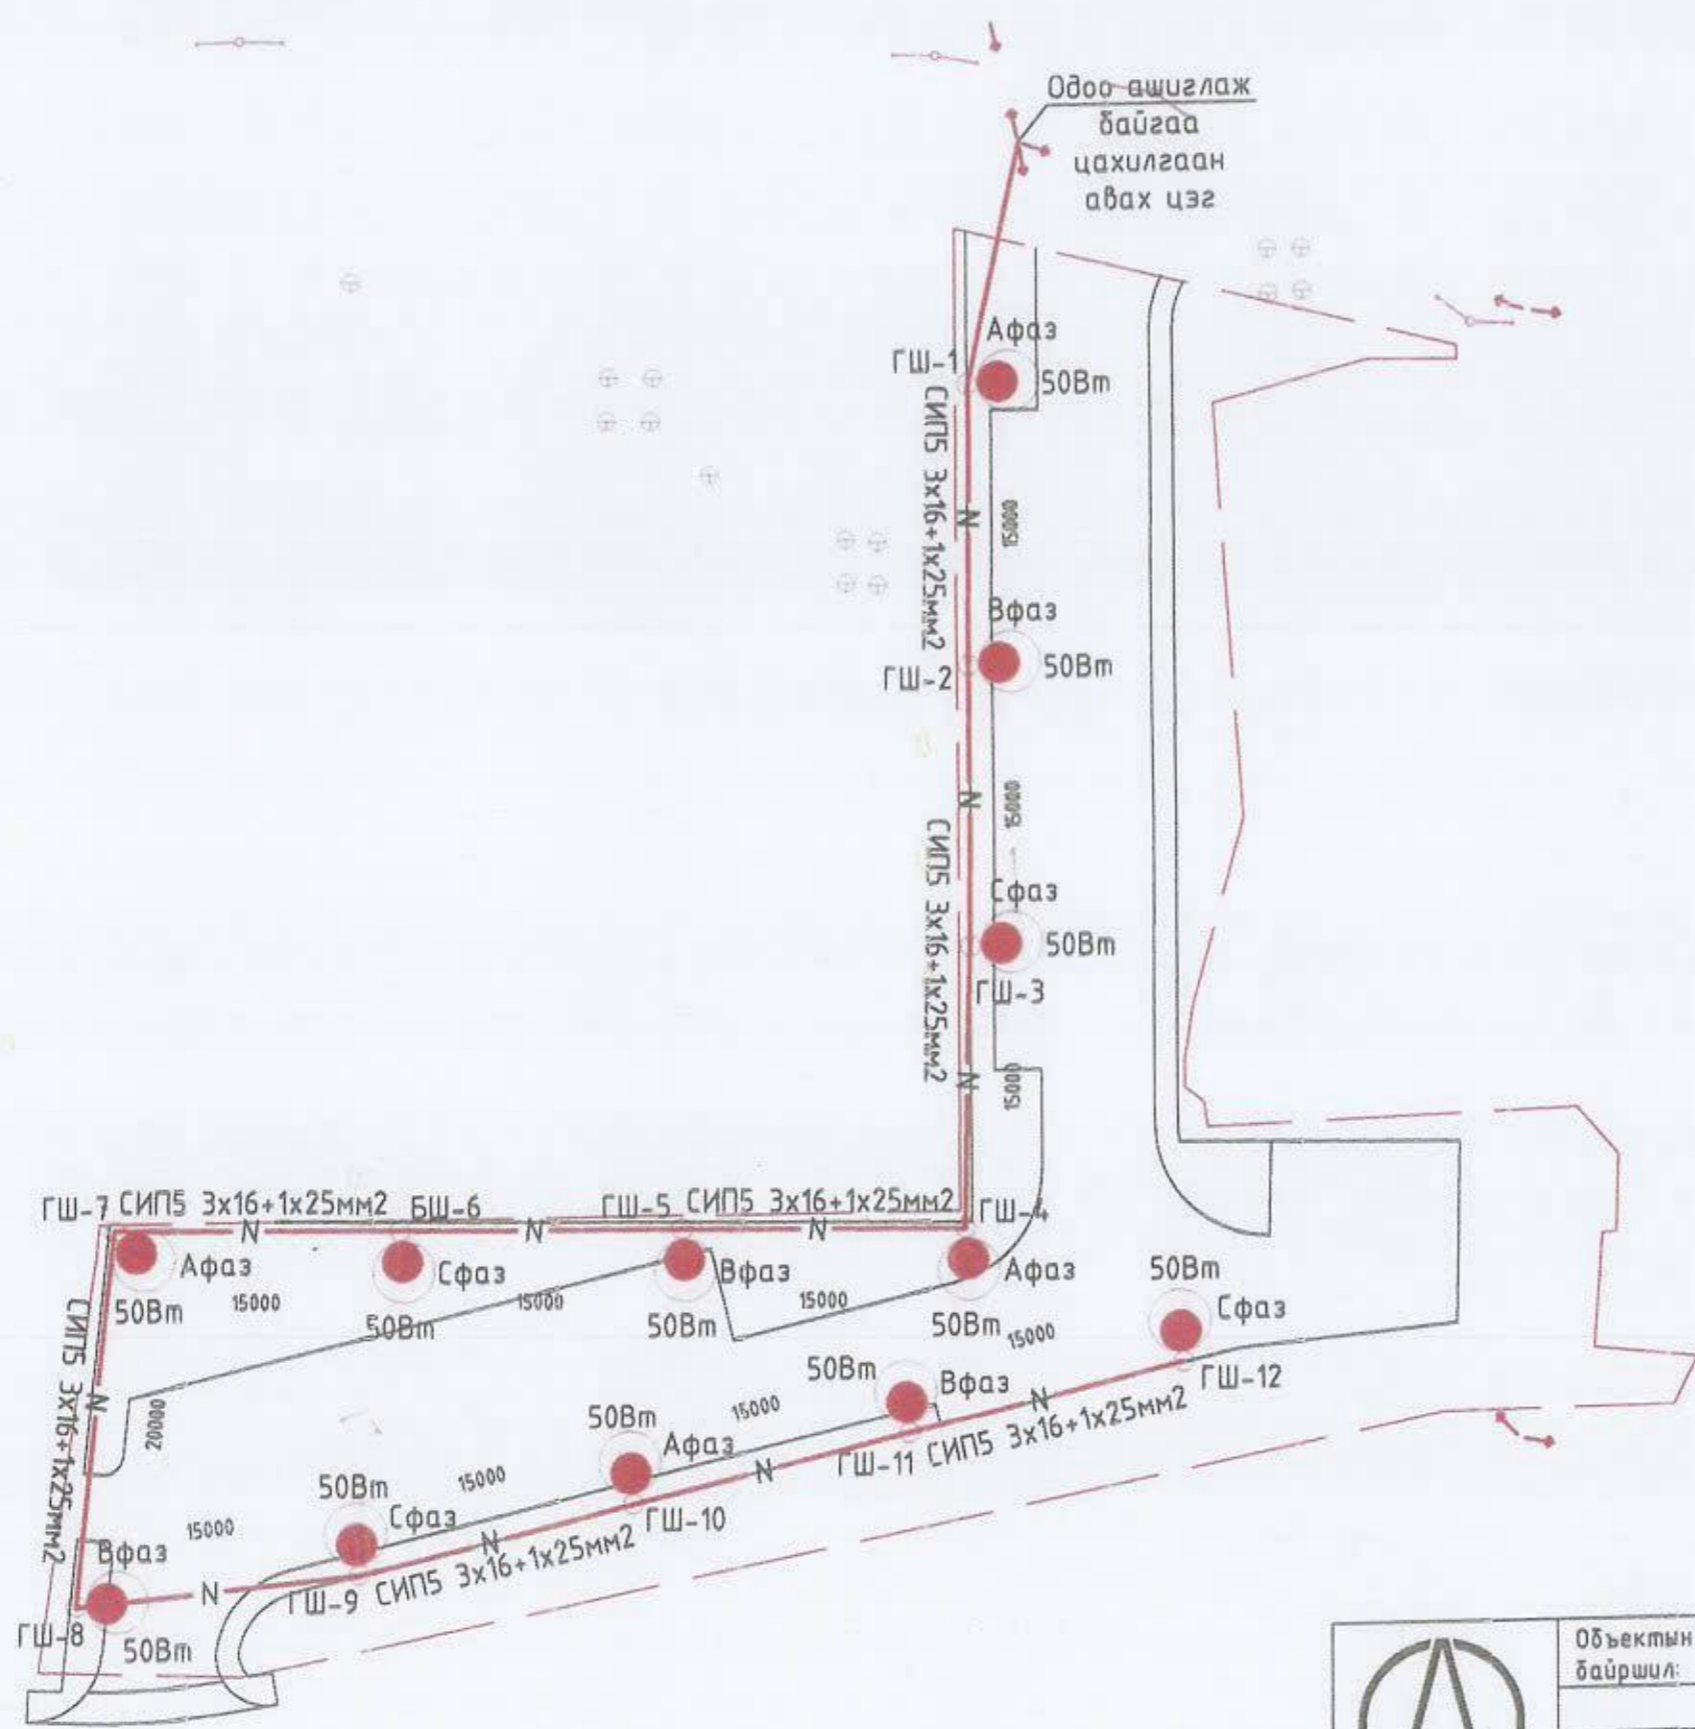 Одоо ашиглаж
байгаа
цахилгаан
авах цэг
Афаз
ГШ-1
50Вт
СИП5 3х16+1х25мм2
N
15000
Вфаз
ГШ-2
50Вт
N
15000
СИП5 3х16+1х25мм2
Сфаз
50Вт
ГШ-3
N
15000
ГШ-7
СИП5 3х16+1х25мм2
БШ-6
ГШ-5
СИП5 3х16+1х25мм2
ГШ-4
N
N
N
Афаз
Сфаз
Вфаз
Афаз
50Вт
15000
50Вт
15000
50Вт
15000
50Вт
15000
50Вт
Сфаз
ГШ-12
СИП5 3х16+1х25мм2
N
20000
50Вт
Вфаз
N
ГШ-11
СИП5 3х16+1х25мм2
15000
50Вт
Афаз
N
ГШ-10
15000
50Вт
Сфаз
N
ГШ-9
СИП5 3х16+1х25мм2
15000
Вфаз
N
ГШ-8
50Вт
Объектын
байршил: